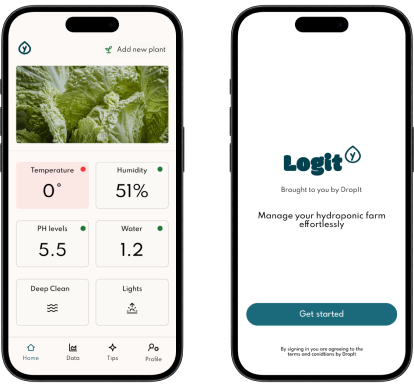 Add new plant
Temperature
0°
Humidity
51%
PH levels
5.5
Water
1.2
Deep Clean
Lights
Home
Data
Tips
Profile
Logit
Brought to you by DropIt
Manage your hydroponic farm
effortlessly
Get started
By signing in you are agreeing to the
terms and conidtions by DropIt